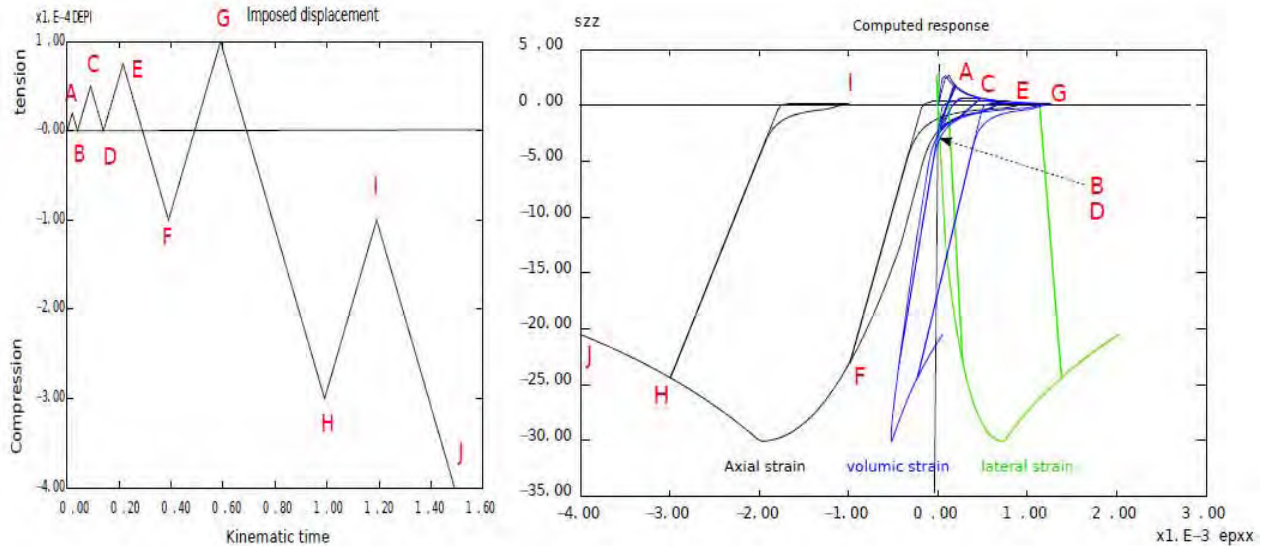 x1.E-4 DEPI
Imposed displacement
tension
Compression
1.00
-0.00
-1.00
-2.00
-3.00
-4.00
0.00 0.20 0.40 0.60 0.80 1.00 1.20 1.40 1.60
Kinematic time
A
B
C
D
E
F
G
H
I
J
szz
Computed response
5.00
0.00
-5.00
-10.00
-15.00
-20.00
-25.00
-30.00
-35.00
-4.00 -3.00 -2.00 -1.00 0.00 1.00 2.00 3.00
x1.E-3 epxx
I
A
C
E
G
B
D
F
H
J
Axial strain
volumic strain
lateral strain